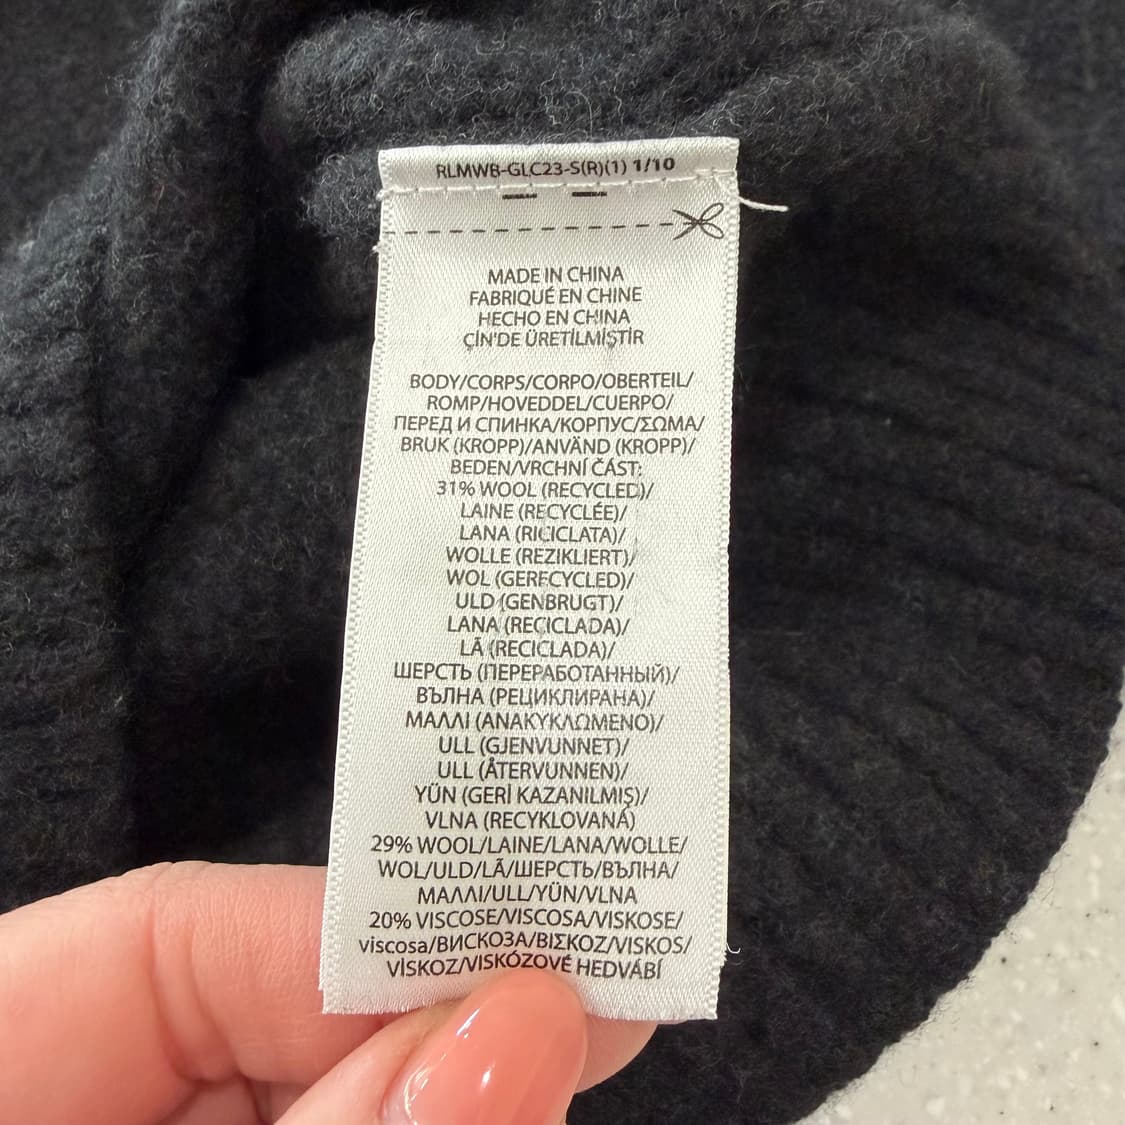 RLMWB-GLC23-S(R)(1) 1/10
MADE IN CHINA
FABRIQUÉ EN CHINE
HECHO EN CHINA
ÇİN'DE ÜRETİLMİŞTİR
BODY/CORPS/CORPO/OBERTEIL/
ROMP/HOVEDDEL/CUERPO/
ПЕРЕД И СПИНКА/КОРПУС/ΣΩΜΑ/
BRUK (KROPP)/ANVÄND (KROPP)/
BEDEN/VRCHNÍ ČÁST:
31% WOOL (RECYCLED)/
LAINE (RECYCLÉE)/
LANA (RICICLATA)/
WOLLE (REZIKLIERT)/
WOL (GERECYCLED)/
ULD (GENBRUGT)/
LANA (RECICLADA)/
LÃ (RECICLADA)/
ШЕРСТЬ (ПЕРЕРАБОТАННЫЙ)/
ВЪЛНА (РЕЦИКЛИРАНА)/
ΜΑΛΛΙ (ΑΝΑΚΥΚΛΩΜΕΝΟ)/
ULL (GJENVUNNET)/
ULL (ÅTERVUNNEN)/
YÜN (GERİ KAZANILMIŞ)/
VLNA (RECYKLOVANÁ)
29% WOOL/LAINE/LANA/WOLLE/
WOL/ULD/LÃ/ШЕРСТЬ/ВЪЛНА/
ΜΑΛΛΙ/ULL/YÜN/VLNA
20% VISCOSE/VISCOSA/VISKOSE/
viscosa/ВИСКОЗА/ΒΙΣΚΟΖ/VISKOS/
VİSKOZ/VISKÓZOVÉ HEDVÁBÍ